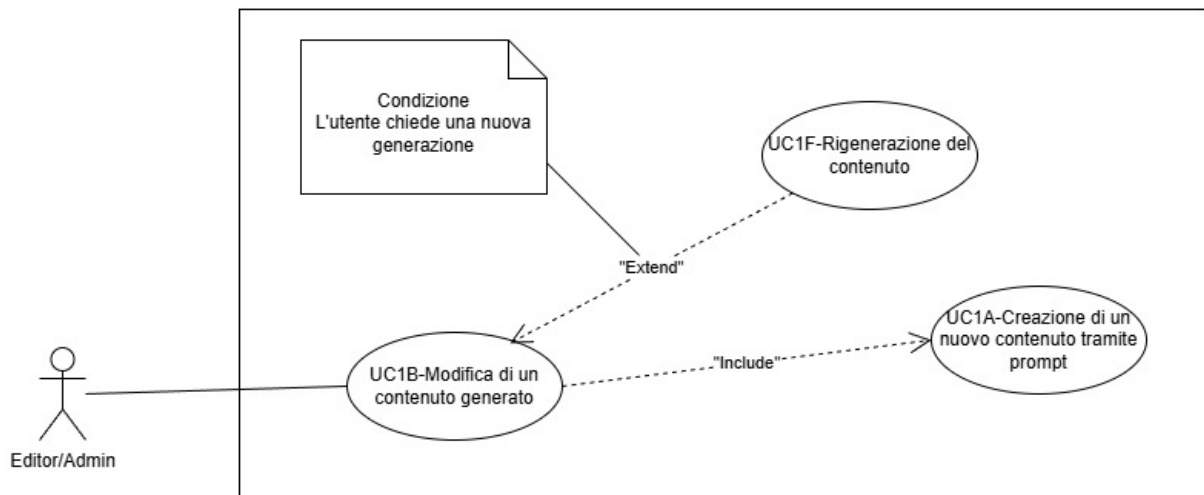 Condizione
L'utente chiede una nuova
generazione
UC1F-Rigenerazione del
contenuto
"Extend"
UC1A-Creazione di un
nuovo contenuto tramite
prompt
"Include"
UC1B-Modifica di un
contenuto generato
Editor/Admin